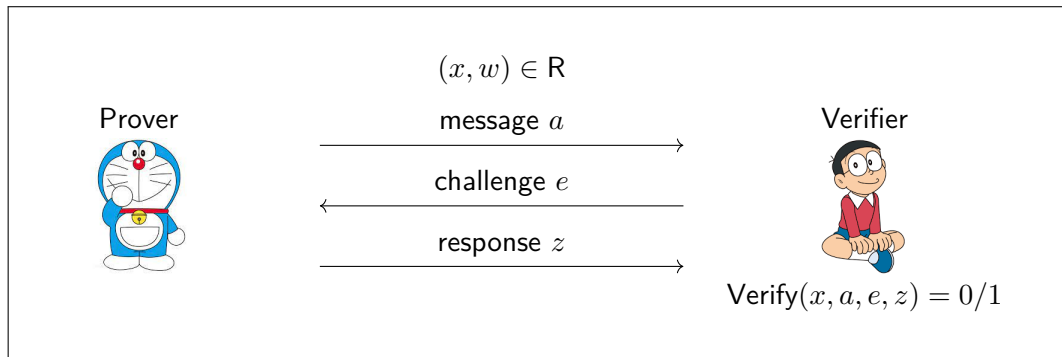 (x, w) ∈ R
Prover
message a
Verifier
challenge e
response z
Verify(x, a, e, z) = 0/1